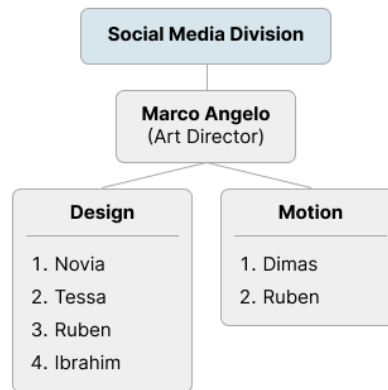 Social Media Division
Marco Angelo
(Art Director)
Design
1. Novia
2. Tessa
3. Ruben
4. Ibrahim
Motion
1. Dimas
2. Ruben